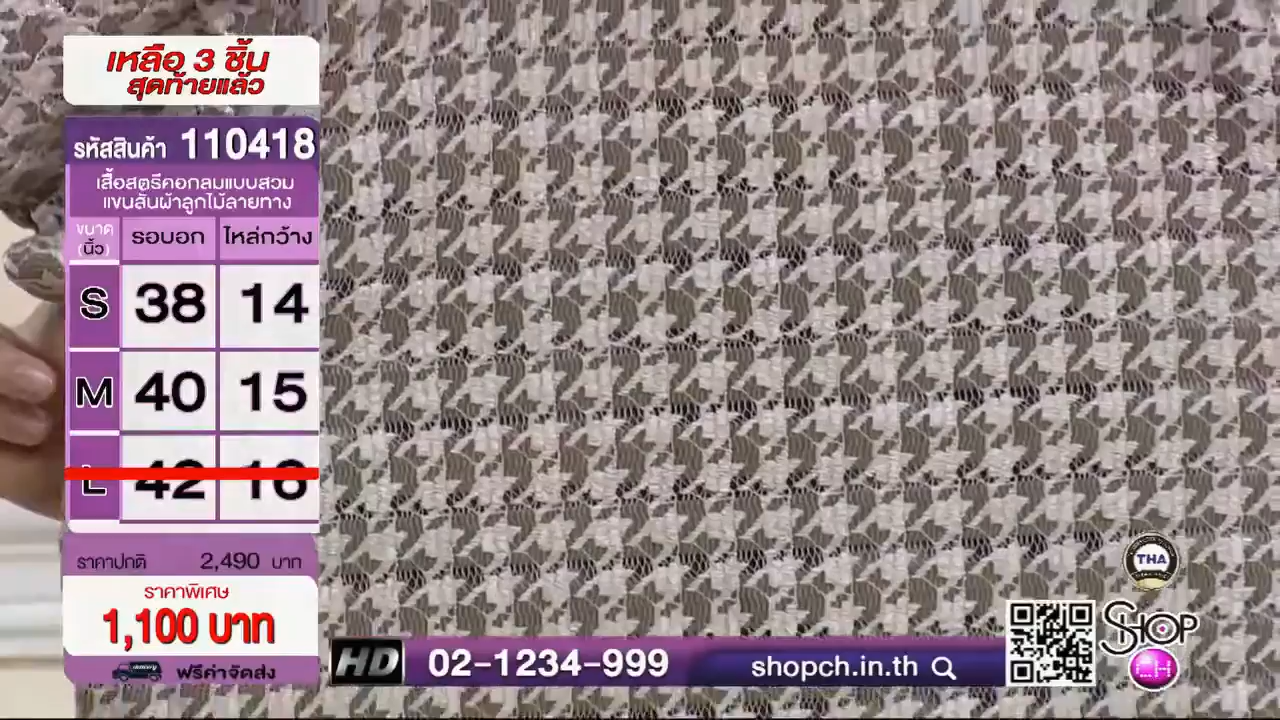 เหลือ 3 ชิ้น
สุดท้ายแล้ว
รหัสสินค้า 110418
เสื้อสตรีคอกลมแบบสวม
แขนสั้นผ้าลูกไม้ลายทาง
ขนาด (นิ้ว) รอบอก ไหล่กว้าง
S 38 14
M 40 15
L 42 16
ราคาปกติ 2,490 บาท
ราคาพิเศษ
1,100 บาท
delivery ฟรีค่าจัดส่ง
HD 02-1234-999 shopch.in.th
THA
SHOP
CH